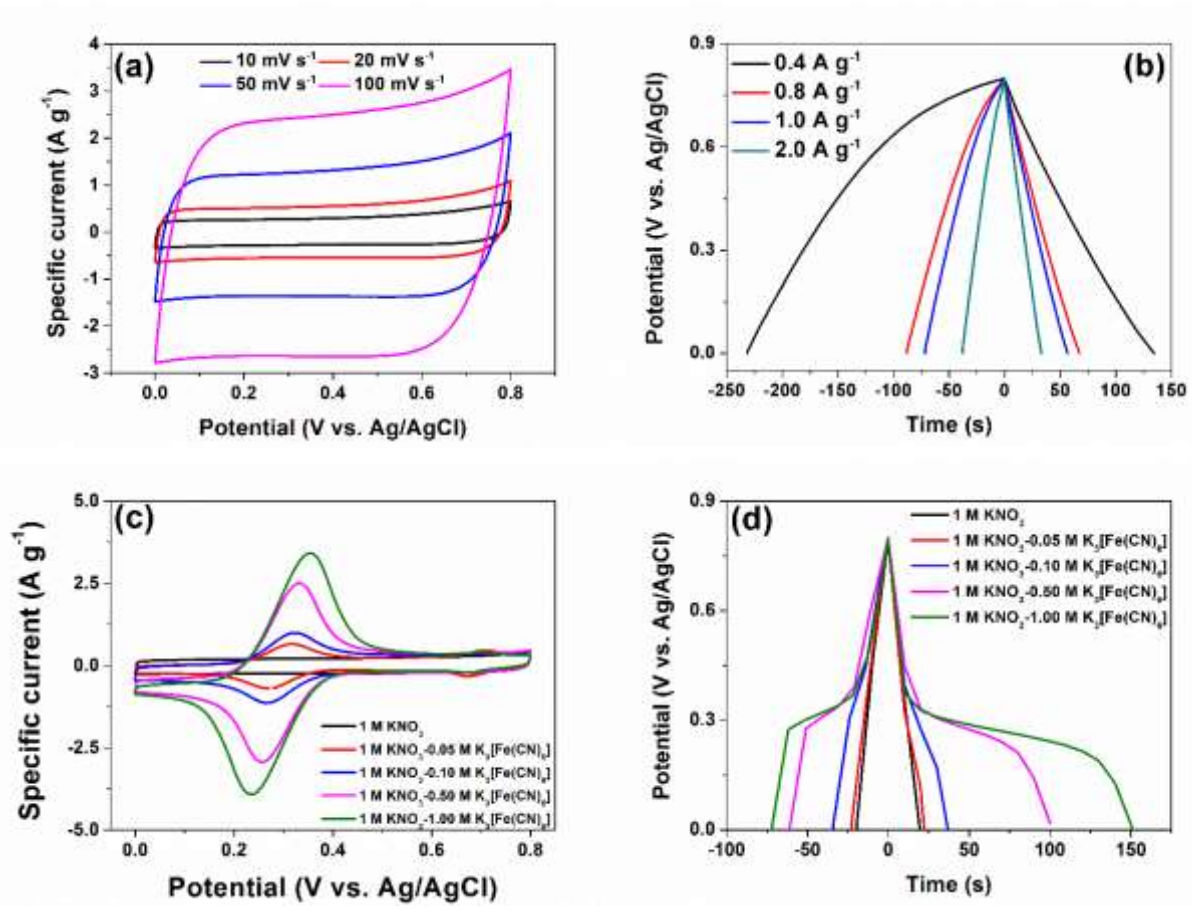 (a)
10 mV s⁻¹ 20 mV s⁻¹
50 mV s⁻¹ 100 mV s⁻¹
4
3
2
1
0
-1
-2
-3
Specific current (A g⁻¹)
0.0 0.2 0.4 0.6 0.8
Potential (V vs. Ag/AgCl)
(b)
0.4 A g⁻¹
0.8 A g⁻¹
1.0 A g⁻¹
2.0 A g⁻¹
0.9
0.6
0.3
0.0
Potential (V vs. Ag/AgCl)
-250 -200 -150 -100 -50 0 50 100 150
Time (s)
(c)
5.0
2.5
0.0
-2.5
-5.0
Specific current (A g⁻¹)
1 M KNO₃
1 M KNO₃-0.05 M K₃[Fe(CN)₆]
1 M KNO₃-0.10 M K₃[Fe(CN)₆]
1 M KNO₃-0.50 M K₃[Fe(CN)₆]
1 M KNO₃-1.00 M K₃[Fe(CN)₆]
0.0 0.2 0.4 0.6 0.8
Potential (V vs. Ag/AgCl)
(d)
1 M KNO₃
1 M KNO₃-0.05 M K₃[Fe(CN)₆]
1 M KNO₃-0.10 M K₃[Fe(CN)₆]
1 M KNO₃-0.50 M K₃[Fe(CN)₆]
1 M KNO₃-1.00 M K₃[Fe(CN)₆]
0.9
0.6
0.3
0.0
Potential (V vs. Ag/AgCl)
-100 -50 0 50 100 150
Time (s)